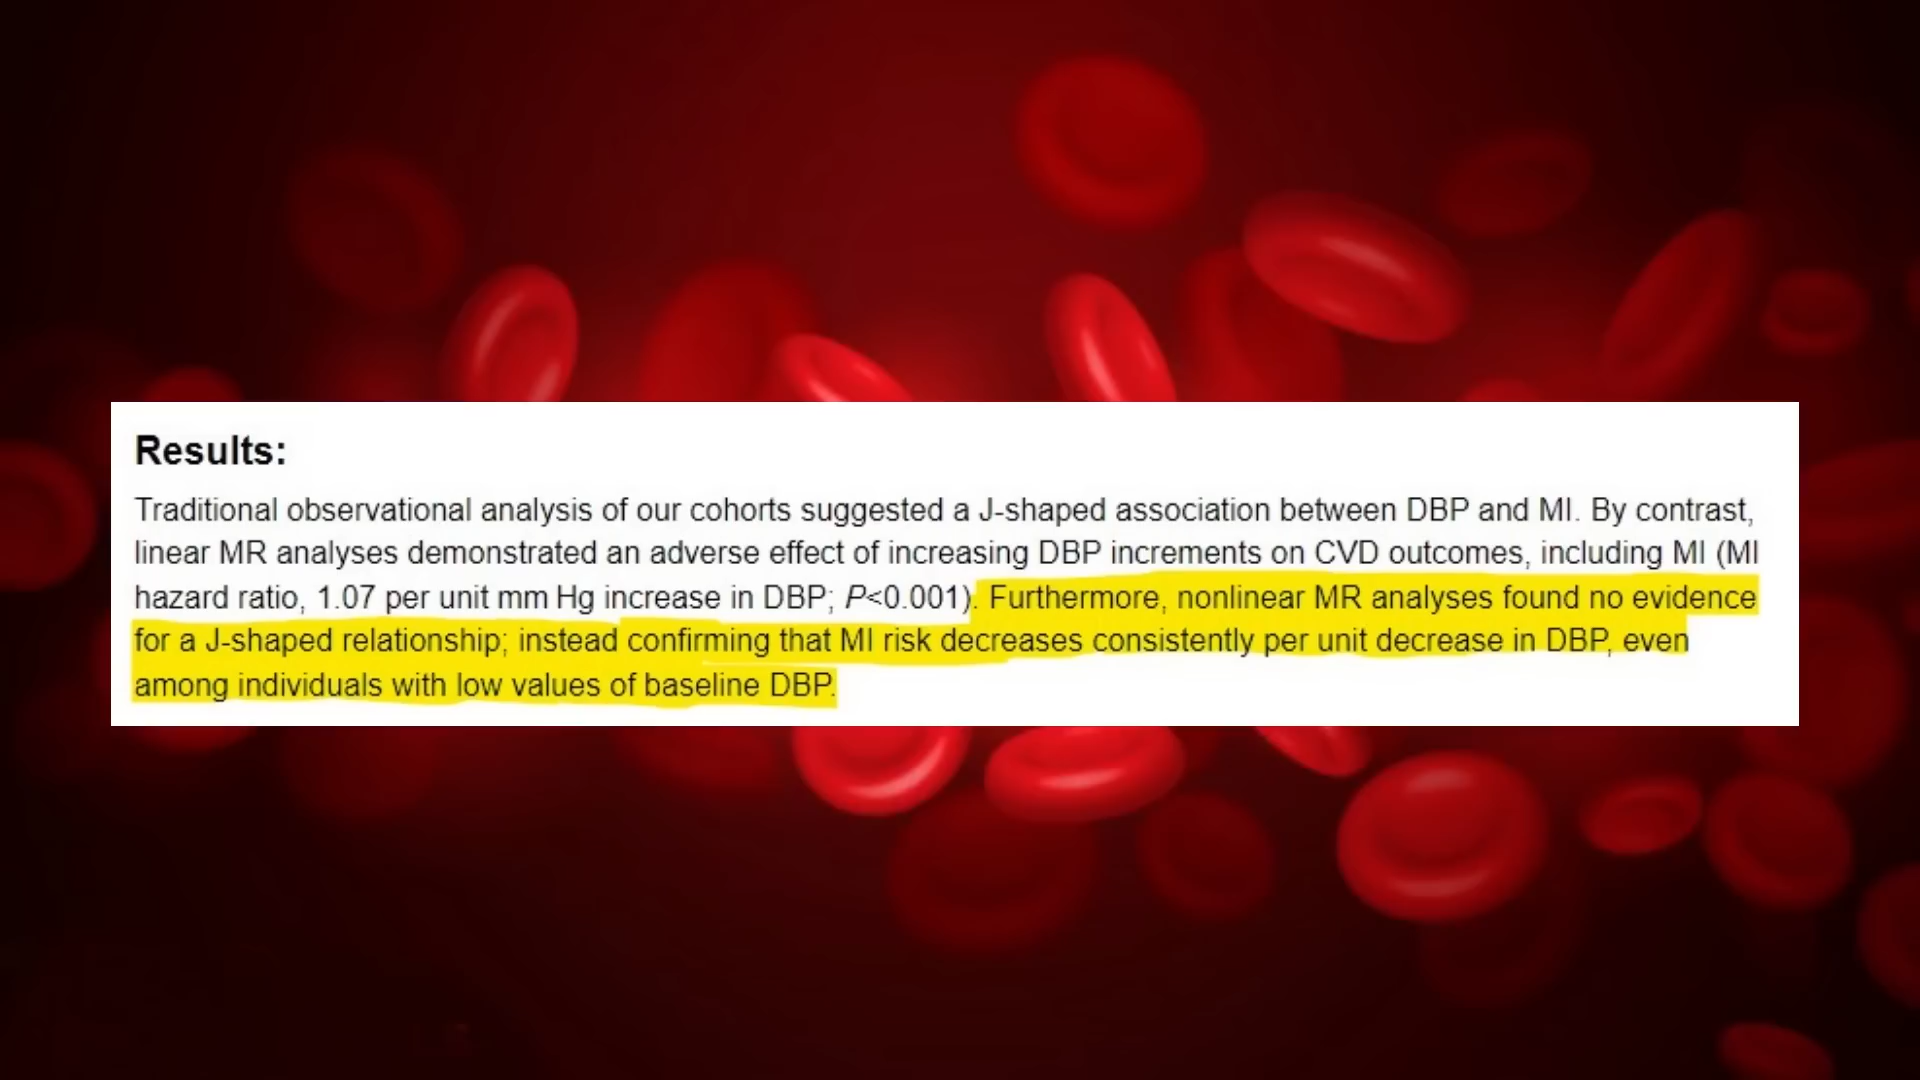 Results:
Traditional observational analysis of our cohorts suggested a J-shaped association between DBP and MI. By contrast,
linear MR analyses demonstrated an adverse effect of increasing DBP increments on CVD outcomes, including MI (MI
hazard ratio, 1.07 per unit mm Hg increase in DBP; P<0.001). Furthermore, nonlinear MR analyses found no evidence
for a J-shaped relationship; instead confirming that MI risk decreases consistently per unit decrease in DBP, even
among individuals with low values of baseline DBP.